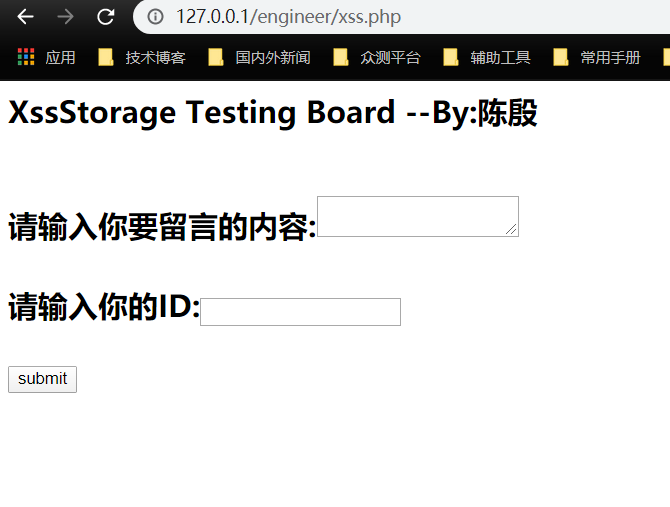 127.0.0.1/engineer/xss.php
应用 技术博客 国内外新闻 众测平台 辅助工具 常用手册
XssStorage Testing Board --By:陈殷
请输入你要留言的内容:
请输入你的ID:
submit